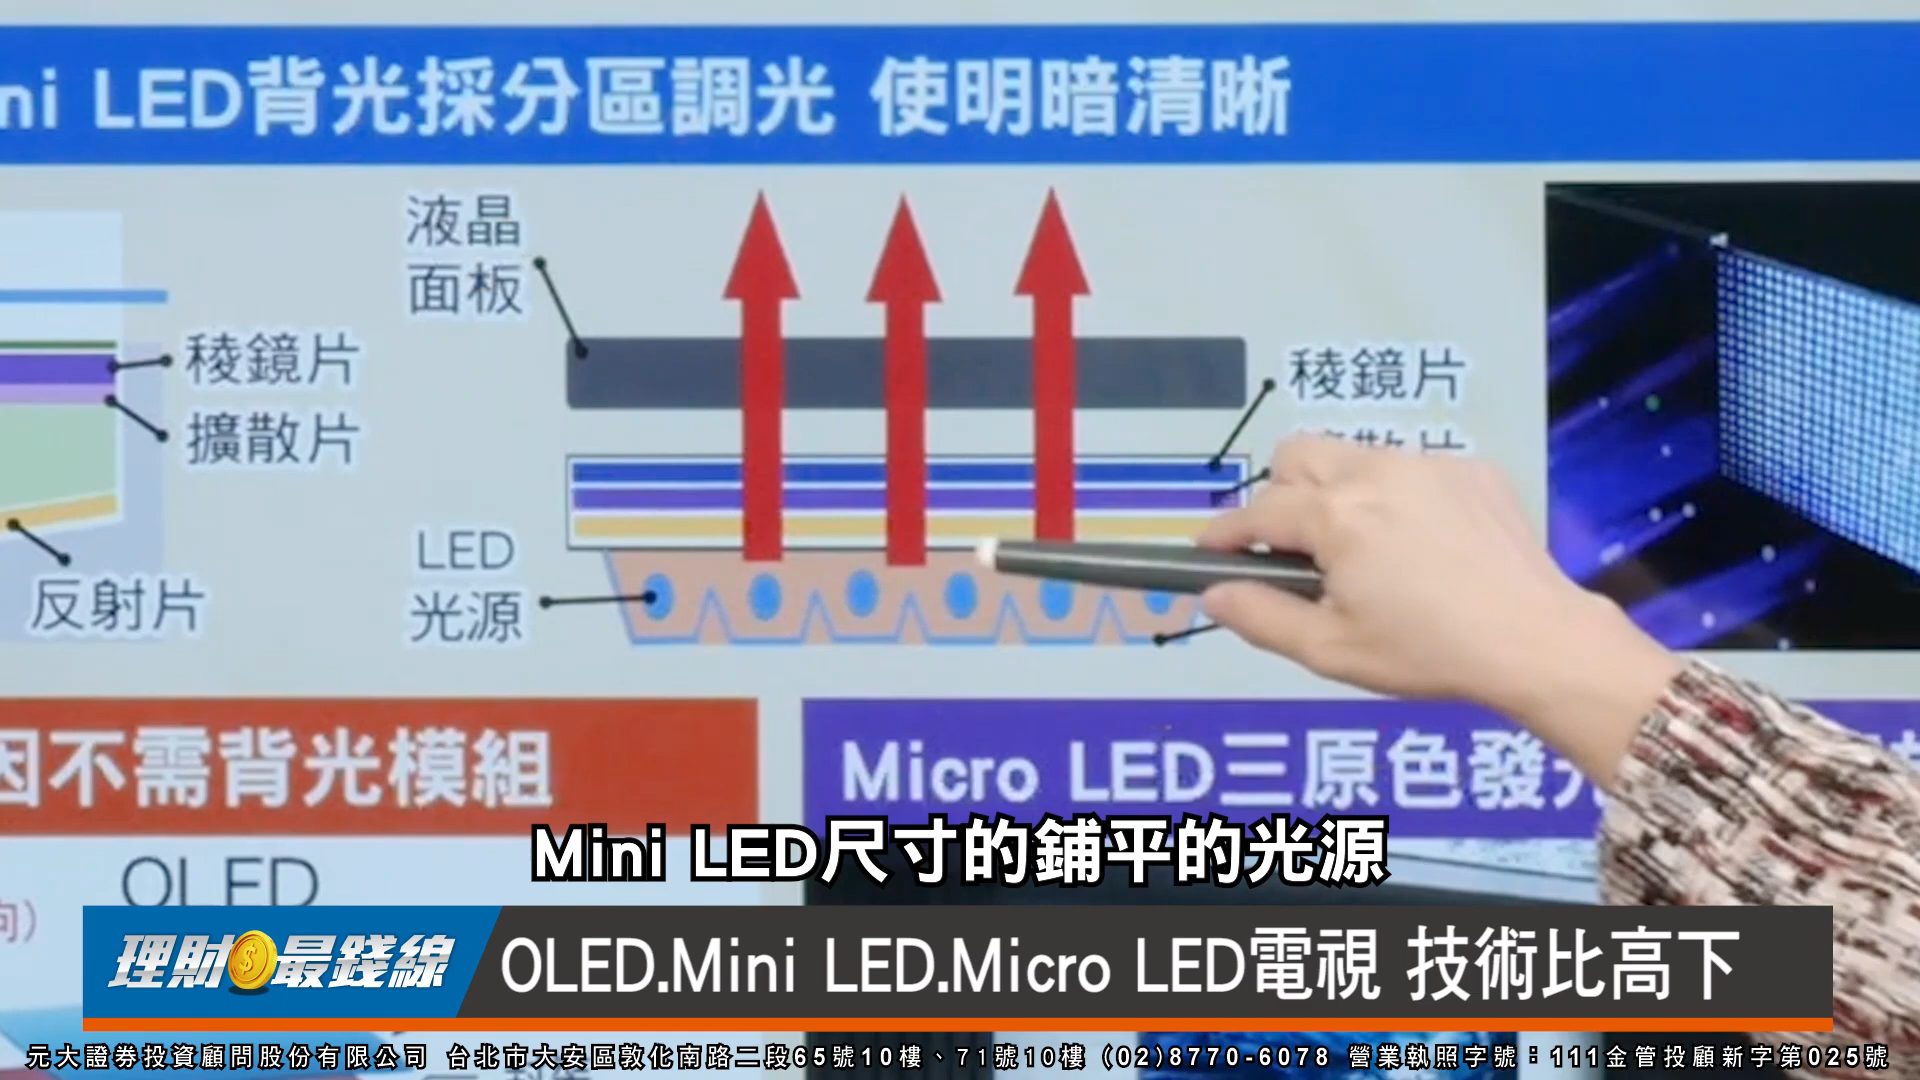 ni LED背光採分區調光 使明暗清晰
液晶
面板
稜鏡片
擴散片
反射片
稜鏡片
LED
光源
因不需背光模組
Micro LED三原色發光
OLED
向)
Mini LED尺寸的鋪平的光源
理財最錢線
OLED.Mini LED.Micro LED電視 技術比高下
元大證券投資顧問股份有限公司 台北市大安區敦化南路二段65號10樓、71號10樓 (02)8770-6078 營業執照字號：111金管投顧新字第025號